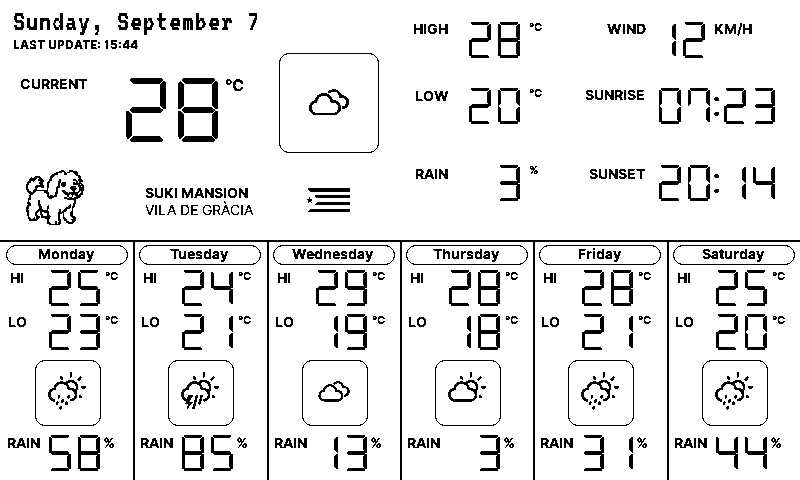 Sunday, September 7
LAST UPDATE: 15:44
CURRENT 28 °C
SUKI MANSION
VILA DE GRÀCIA
HIGH 28 °C
LOW 20 °C
RAIN 3 %
WIND 12 KM/H
SUNRISE 07:23
SUNSET 20:14
Monday
HI 25 °C
LO 23 °C
RAIN 58 %
Tuesday
HI 24 °C
LO 21 °C
RAIN 85 %
Wednesday
HI 29 °C
LO 19 °C
RAIN 13 %
Thursday
HI 28 °C
LO 18 °C
RAIN 3 %
Friday
HI 28 °C
LO 21 °C
RAIN 31 %
Saturday
HI 25 °C
LO 20 °C
RAIN 44 %